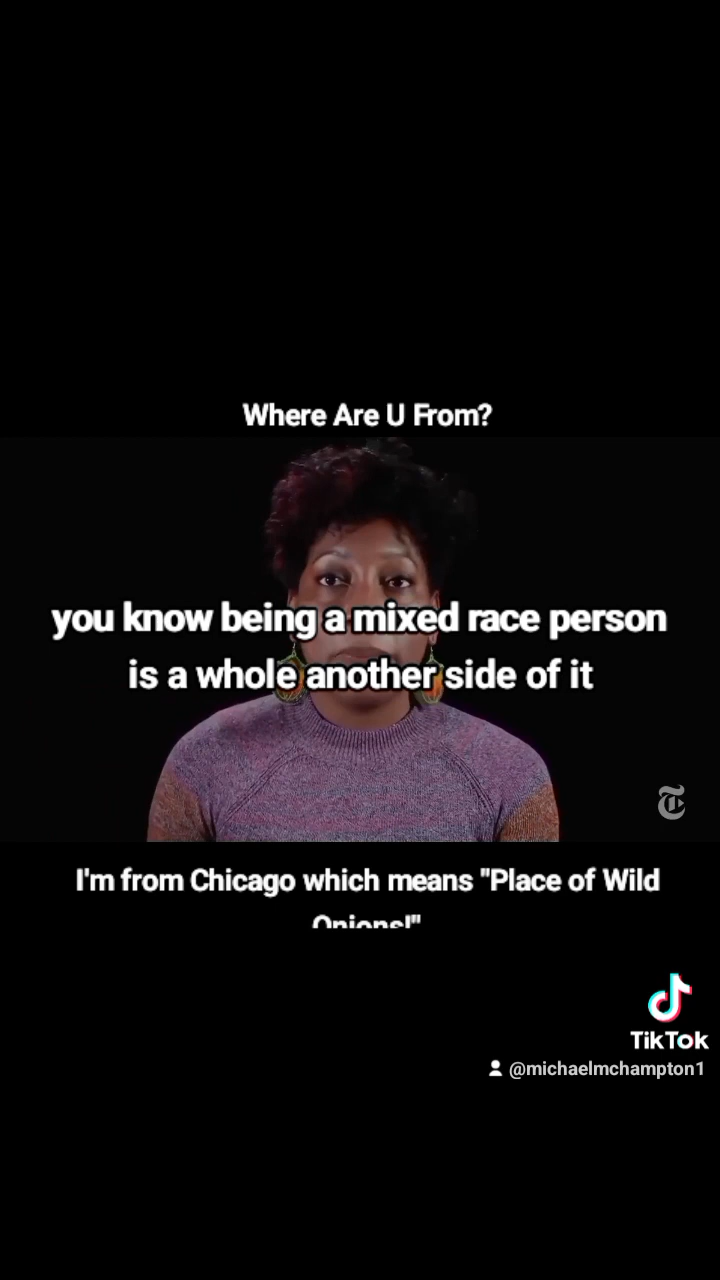 Where Are U From?
you know being a mixed race person
is a whole another side of it
I'm from Chicago which means "Place of Wild
Onions!"
TikTok
@michaelmchampton1